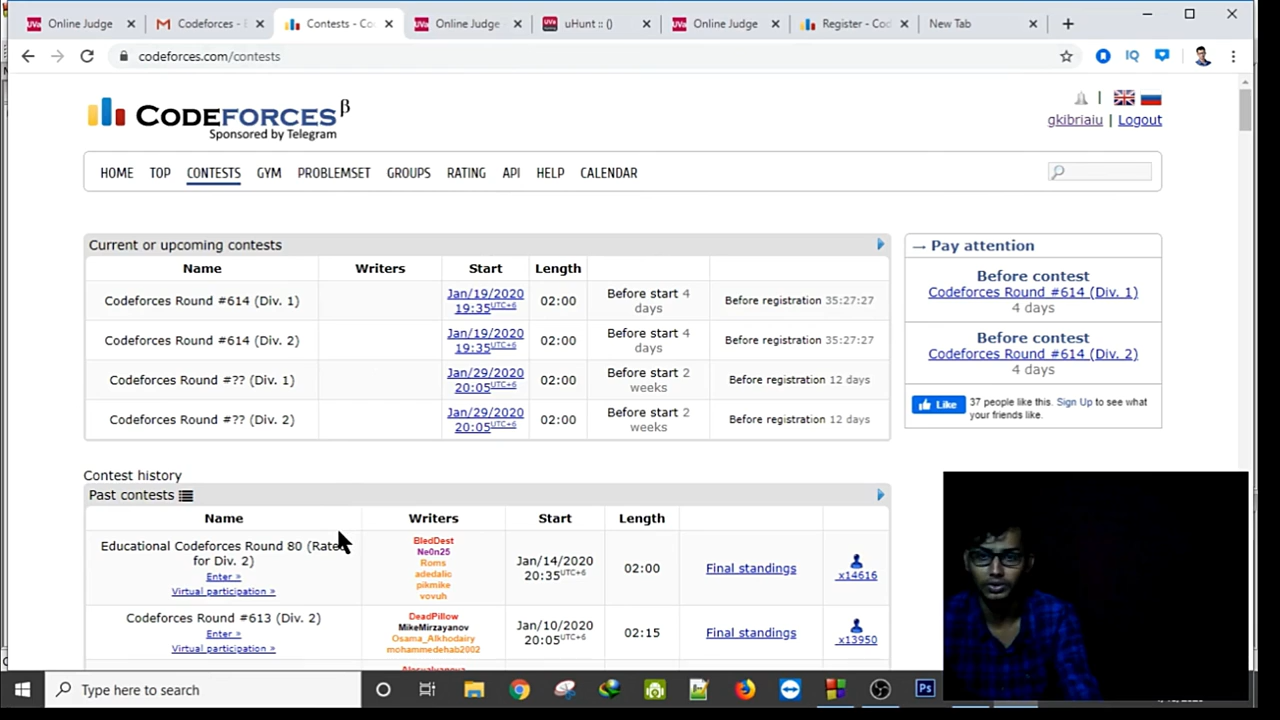 Online Judge
Codeforces - E
Contests - Co
Online Judge
uHunt :: ()
Online Judge
Register - Cod
New Tab
codeforces.com/contests
CODEFORCES β
Sponsored by Telegram
gkibriaiu | Logout
HOME TOP CONTESTS GYM PROBLEMSET GROUPS RATING API HELP CALENDAR
Current or upcoming contests
Name Writers Start Length
Codeforces Round #614 (Div. 1) Jan/19/2020 02:00 Before start 4 Before registration 35:27:27
19:35UTC+6 days
Codeforces Round #614 (Div. 2) Jan/19/2020 02:00 Before start 4 Before registration 35:27:27
19:35UTC+6 days
Codeforces Round #?? (Div. 1) Jan/29/2020 02:00 Before start 2 Before registration 12 days
20:05UTC+6 weeks
Codeforces Round #?? (Div. 2) Jan/29/2020 02:00 Before start 2 Before registration 12 days
20:05UTC+6 weeks
→ Pay attention
Before contest
Codeforces Round #614 (Div. 1)
4 days
Before contest
Codeforces Round #614 (Div. 2)
4 days
Like 37 people like this. Sign Up to see what
your friends like.
Contest history
Past contests
Name Writers Start Length
Educational Codeforces Round 80 (Rated
for Div. 2)
Enter »
Virtual participation »
BledDest
Ne0n25
Roms
adedalic
pikmike
vovuh
Jan/14/2020
20:35UTC+6
02:00
Final standings
x14616
Codeforces Round #613 (Div. 2)
Enter »
Virtual participation »
DeadPillow
MikeMirzayanov
Osama_Alkhodairy
mohammedehab2002
Jan/10/2020
20:05UTC+6
02:15
Final standings
x13950
Type here to search
Ps